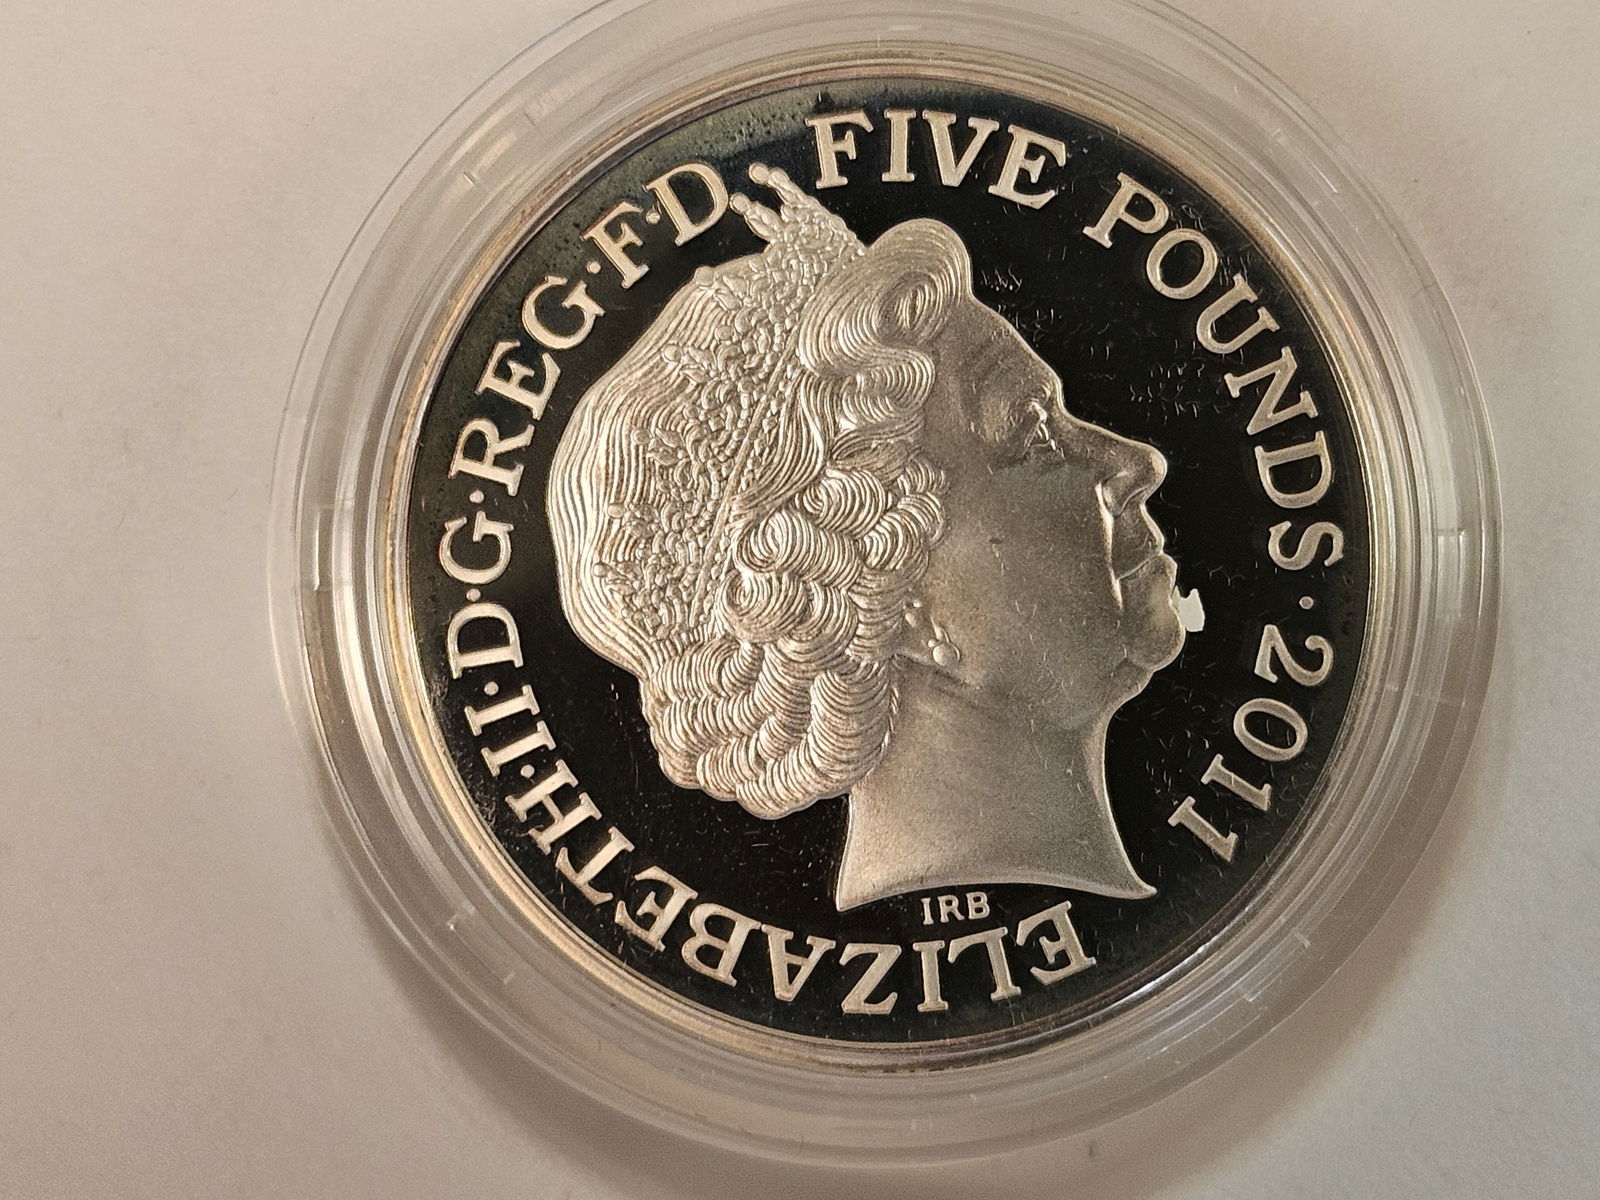 ELIZABETH·II·D·G·REG·F·D FIVE POUNDS·2011
IRB